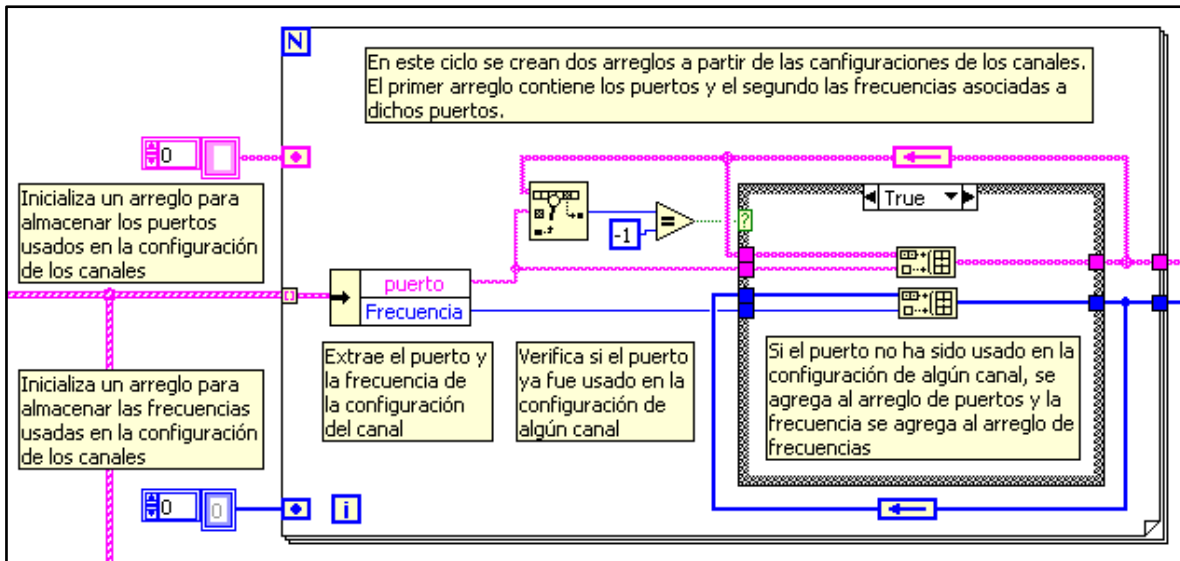 N
En este ciclo se crean dos arreglos a partir de las canfiguraciones de los canales.
El primer arreglo contiene los puertos y el segundo las frecuencias asociadas a
dichos puertos.
0
Inicializa un arreglo para
almacenar los puertos
usados en la configuración
de los canales
True
-1
=
?
puerto
Frecuencia
Extrae el puerto y
la frecuencia de
la configuración
del canal
Verifica si el puerto
ya fue usado en la
configuración de
algún canal
Si el puerto no ha sido usado en la
configuración de algún canal, se
agrega al arreglo de puertos y la
frecuencia se agrega al arreglo de
frecuencias
Inicializa un arreglo para
almacenar las frecuencias
usadas en la configuración
de los canales
0
0
i